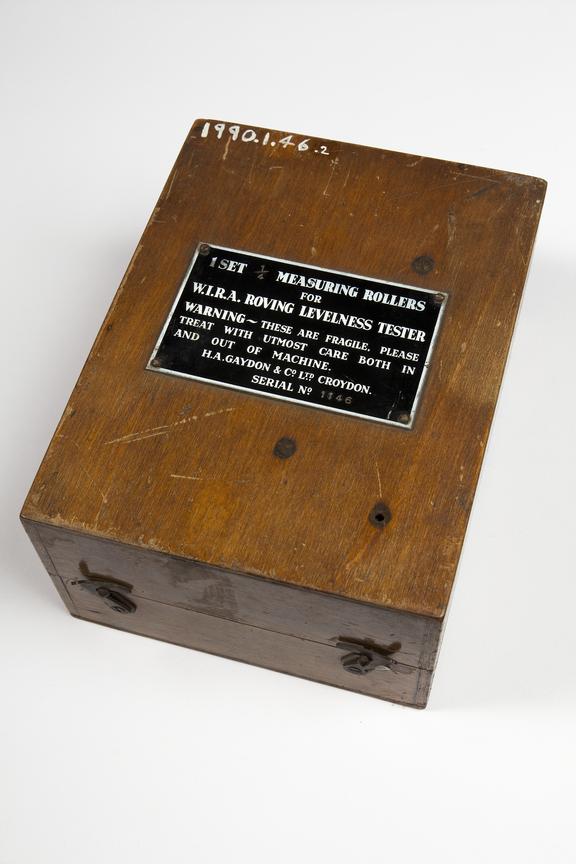 1990.1.46.2
1 SET 1/4 MEASURING ROLLERS
FOR
W.I.R.A. ROVING LEVELNESS TESTER
WARNING~ THESE ARE FRAGILE, PLEASE
TREAT WITH UTMOST CARE BOTH IN
AND OUT OF MACHINE.
H.A.GAYDON & Cº LTD CROYDON.
SERIAL Nº 1146